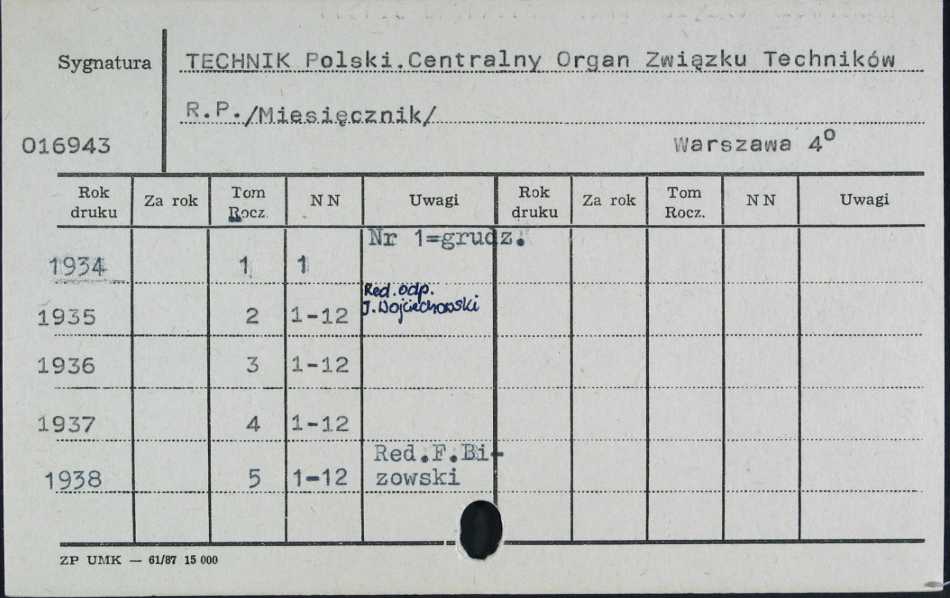 Sygnatura
TECHNIK Polski.Centralny Organ Związku Techników
R.P./Miesięcznik/
016943
Warszawa 4°
Rok druku Za rok Tom Rocz. N N Uwagi Rok druku Za rok Tom Rocz. N N Uwagi
Nr 1=grudz.
1934 1 1
Red. odp.
J. Wojciechowski
1935 2 1-12
1936 3 1-12
1937 4 1-12
Red.F.Bi-
1938 5 1-12 zowski
ZP UMK — 61/87 15 000